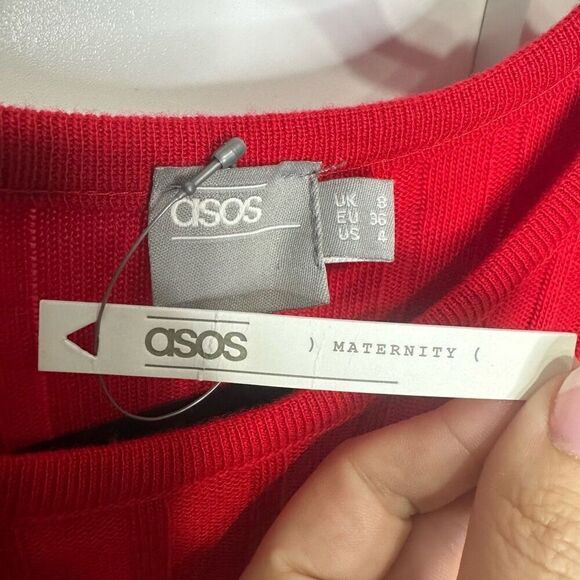 asos
UK 8
EU 36
US 4
asos ) MATERNITY (